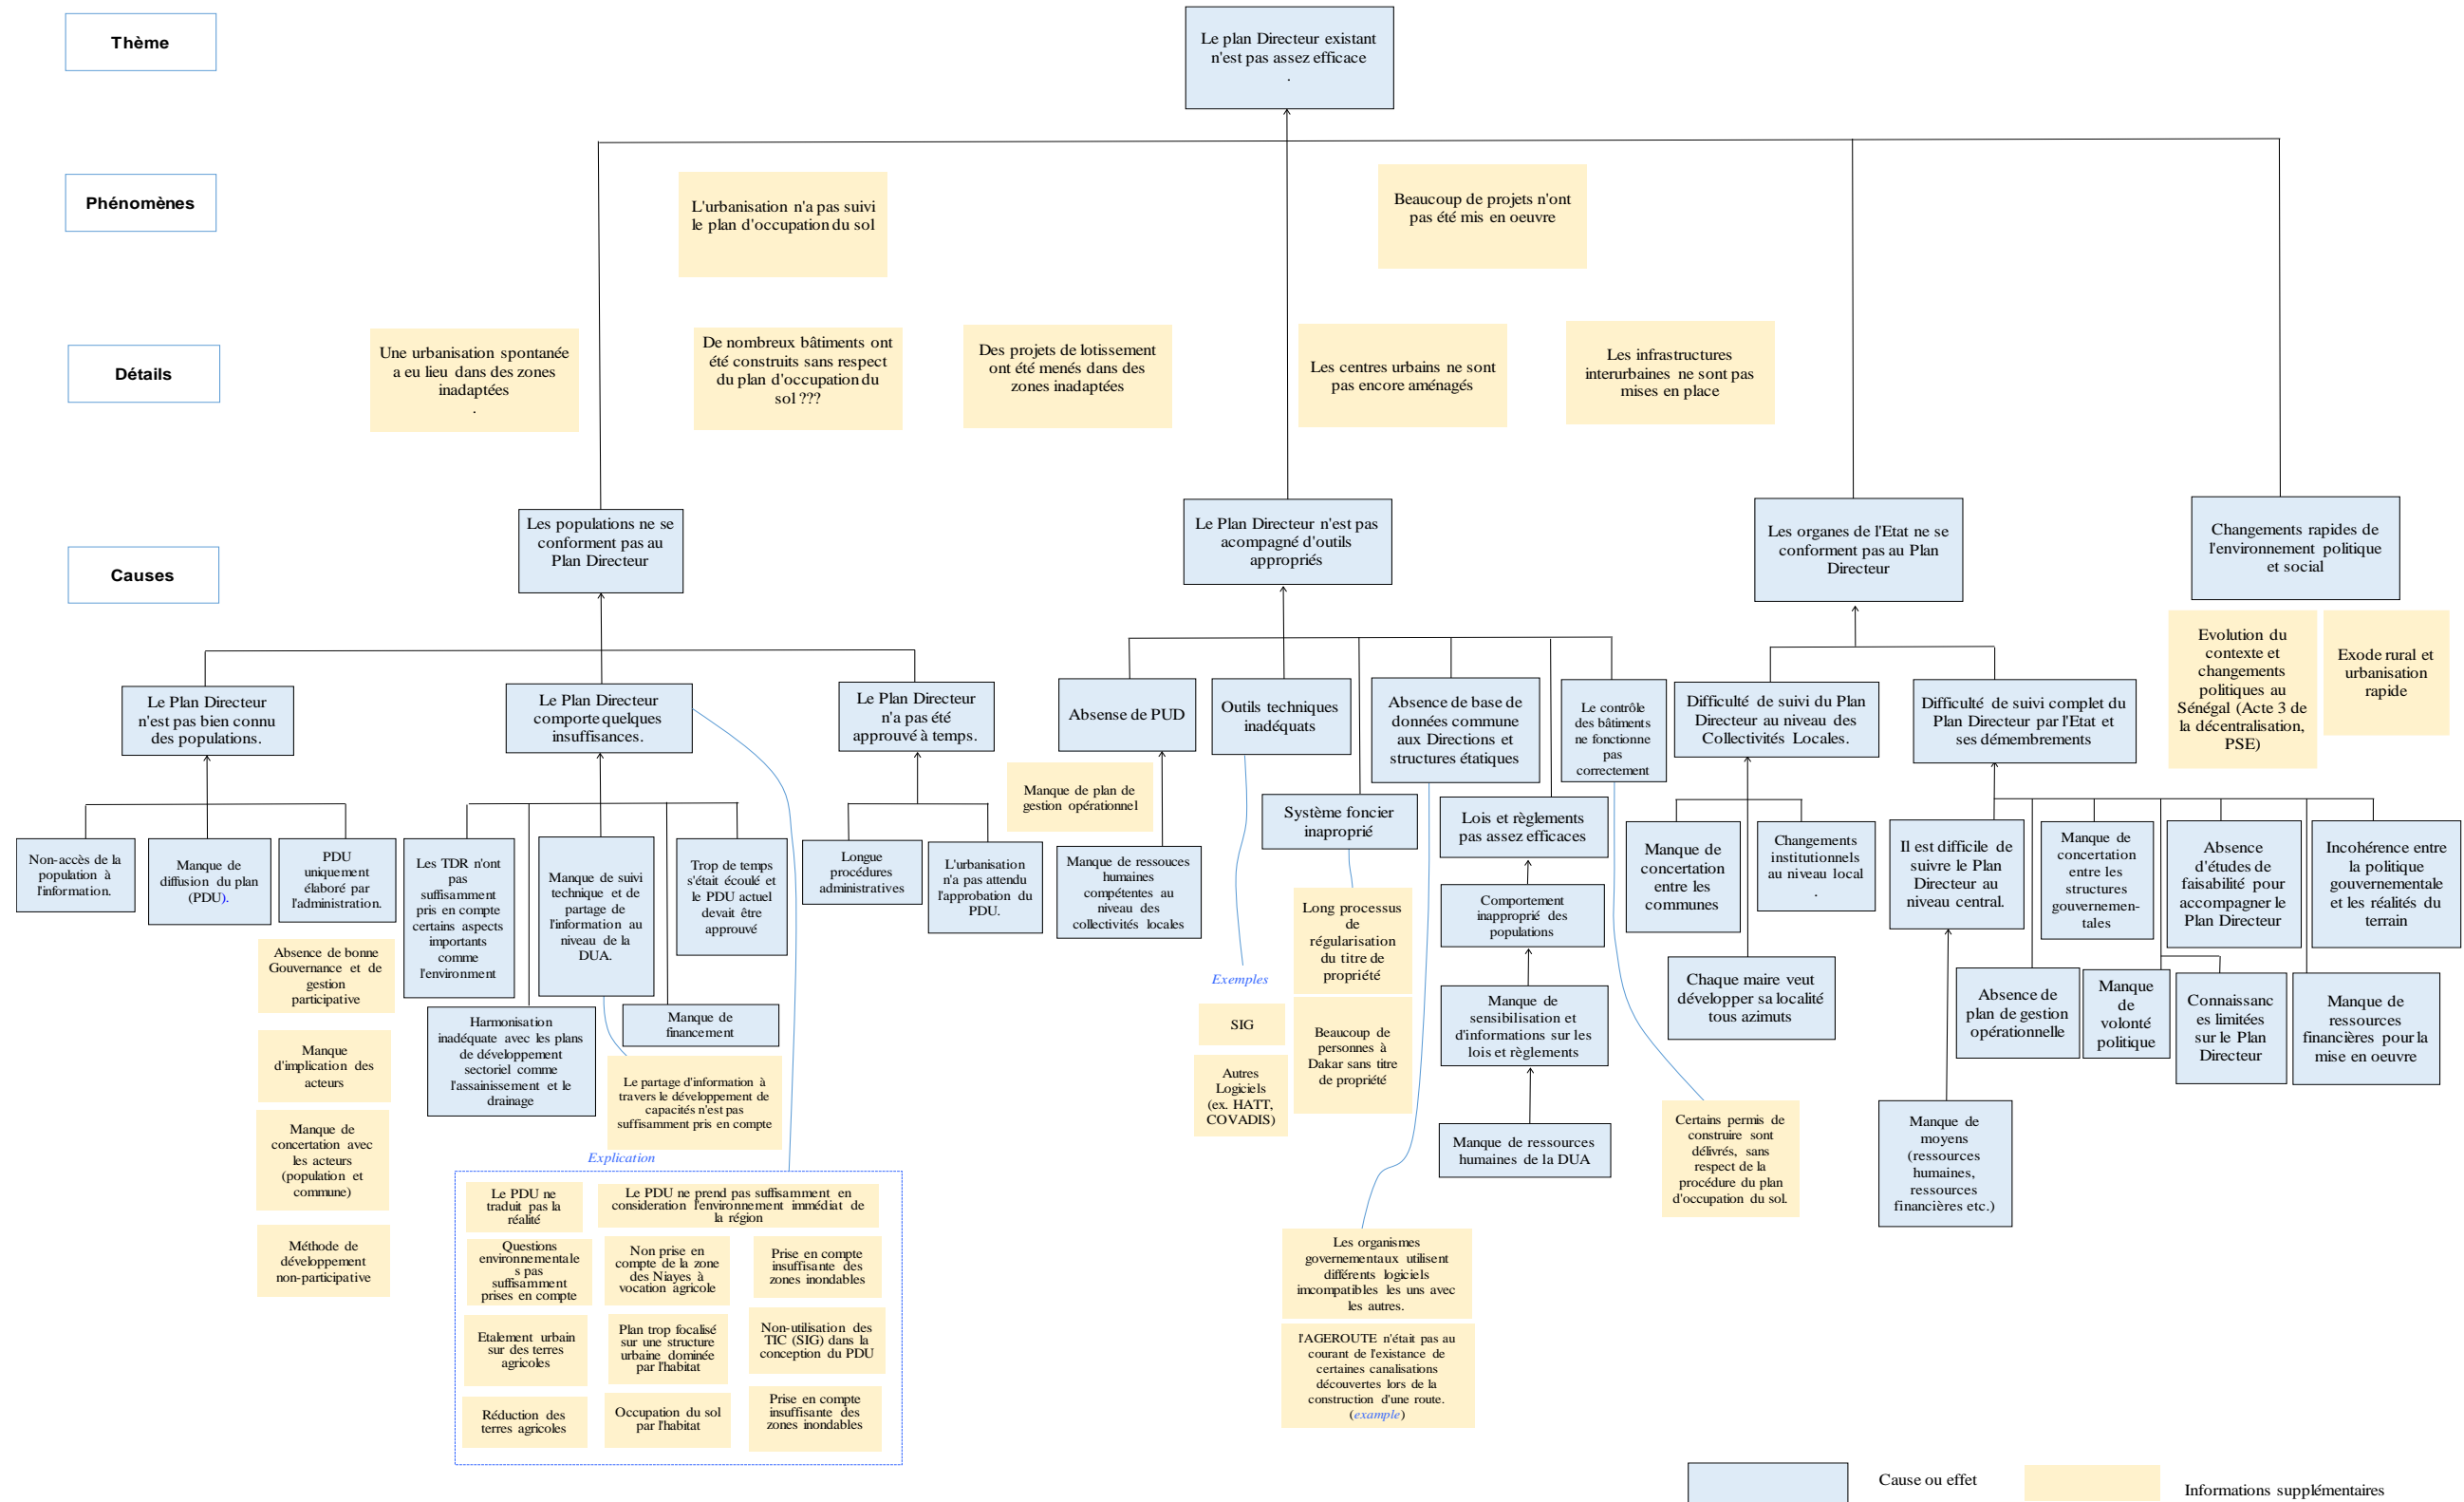 Thème
Le plan Directeur existant
n'est pas assez efficace
.
Phénomènes
L'urbanisation n'a pas suivi
le plan d'occupation du sol
Beaucoup de projets n'ont
pas été mis en oeuvre
Détails
Une urbanisation spontanée
a eu lieu dans des zones
inadaptées
.
De nombreux bâtiments ont
été construits sans respect
du plan d'occupation du
sol ???
Des projets de lotissement
ont été menés dans des
zones inadaptées
Les centres urbains ne sont
pas encore aménagés
Les infrastructures
interurbaines ne sont pas
mises en place
Causes
Les populations ne se
conforment pas au
Plan Directeur
Le Plan Directeur n'est pas
acompagné d'outils
appropriés
Les organes de l'Etat ne se
conforment pas au Plan
Directeur
Changements rapides de
l'environnement politique
et social
Evolution du
contexte et
changements
politiques au
Sénégal (Acte 3 de
la décentralisation,
PSE)
Exode rural et
urbanisation
rapide
Le Plan Directeur
n'est pas bien connu
des populations.
Le Plan Directeur
comporte quelques
insuffisances.
Le Plan Directeur
n'a pas été
approuvé à temps.
Absense de PUD
Outils techniques
inadéquats
Absence de base de
données commune
aux Directions et
structures étatiques
Le contrôle
des bâtiments
ne fonctionne
pas
correctement
Difficulté de suivi du Plan
Directeur au niveau des
Collectivités Locales.
Difficulté de suivi complet du
Plan Directeur par l'Etat et
ses démembrements
Manque de plan de
gestion opérationnel
Système foncier
inaproprié
Lois et règlements
pas assez efficaces
Non-accès de la
population à
l'information.
Manque de
diffusion du plan
(PDU).
PDU
uniquement
élaboré par
l'administration.
Les TDR n'ont
pas
suffisamment
pris en compte
certains aspects
importants
comme
l'environment
Manque de suivi
technique et de
partage de
l'information au
niveau de la
DUA.
Trop de temps
s'était écoulé et
le PDU actuel
devait être
approuvé
Longue
procédures
administratives
L'urbanisation
n'a pas attendu
l'approbation du
PDU.
Manque de ressouces
humaines
compétentes au
niveau des
collectivités locales
Manque de
concertation
entre les
communes
Changements
institutionnels
au niveau local
.
Il est difficile de
suivre le Plan
Directeur au
niveau central.
Manque de
concertation
entre les
structures
gouvernemen-
tales
Absence
d'études de
faisabilité pour
accompagner le
Plan Directeur
Incohérence entre
la politique
gouvernementale
et les réalités du
terrain
Absence de bonne
Gouvernance et de
gestion
participative
Manque
d'implication des
acteurs
Manque de
concertation avec
les acteurs
(population et
commune)
Méthode de
développement
non-participative
Harmonisation
inadéquate avec les plans
de développement
sectoriel comme
l'assainissement et le
drainage
Manque de
financement
Le partage d'information à
travers le développement de
capacités n'est pas
suffisamment pris en compte
Long processus
de
régularisation
du titre de
propriété
Beaucoup de
personnes à
Dakar sans titre
de propriété
Exemples
SIG
Autres
Logiciels
(ex. HATT,
COVADIS)
Comportement
inapproprié des
populations
Manque de
sensibilisation et
d'informations sur les
lois et règlements
Manque de ressources
humaines de la DUA
Chaque maire veut
développer sa localité
tous azimuts
Absence de
plan de gestion
opérationnelle
Manque
de
volonté
politique
Connaissanc
es limitées
sur le Plan
Directeur
Manque de
ressources
financières pour la
mise en oeuvre
Certains permis de
construire sont
délivrés, sans
respect de la
procédure du plan
d'occupation du sol.
Manque de
moyens
(ressources
humaines,
ressources
financières etc.)
Explication
Le PDU ne
traduit pas la
réalité
Le PDU ne prend pas suffisamment en
consideration l'environnement immédiat de
la région
Questions
environnementale
s pas
suffisamment
prises en compte
Non prise en
compte de la zone
des Niayes à
vocation agricole
Prise en compte
insuffisante des
zones inondables
Etalement urbain
sur des terres
agricoles
Plan trop focalisé
sur une structure
urbaine dominée
par l'habitat
Non-utilisation des
TIC (SIG) dans la
conception du PDU
Réduction des
terres agricoles
Occupation du sol
par l'habitat
Prise en compte
insuffisante des
zones inondables
Les organismes
governementaux utilisent
différents logiciels
imcompatibles les uns avec
les autres.
l'AGEROUTE n'était pas au
courant de l'existance de
certaines canalisations
découvertes lors de la
construction d'une route.
(example)
Cause ou effet
Informations supplémentaires